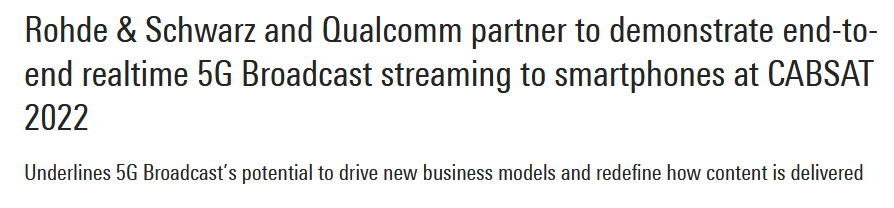 Rohde & Schwarz and Qualcomm partner to demonstrate end-to-
end realtime 5G Broadcast streaming to smartphones at CABSAT
2022
Underlines 5G Broadcast's potential to drive new business models and redefine how content is delivered